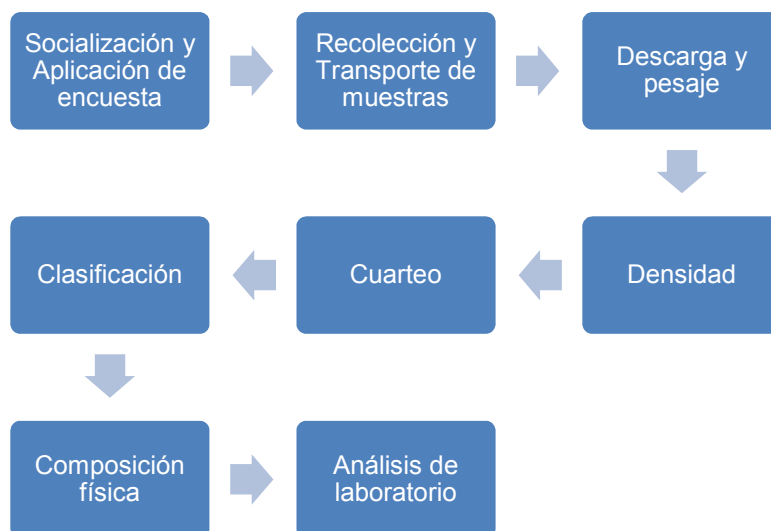 Socialización y
Aplicación de
encuesta
Recolección y
Transporte de
muestras
Descarga y
pesaje
Densidad
Cuarteo
Clasificación
Composición
física
Análisis de
laboratorio